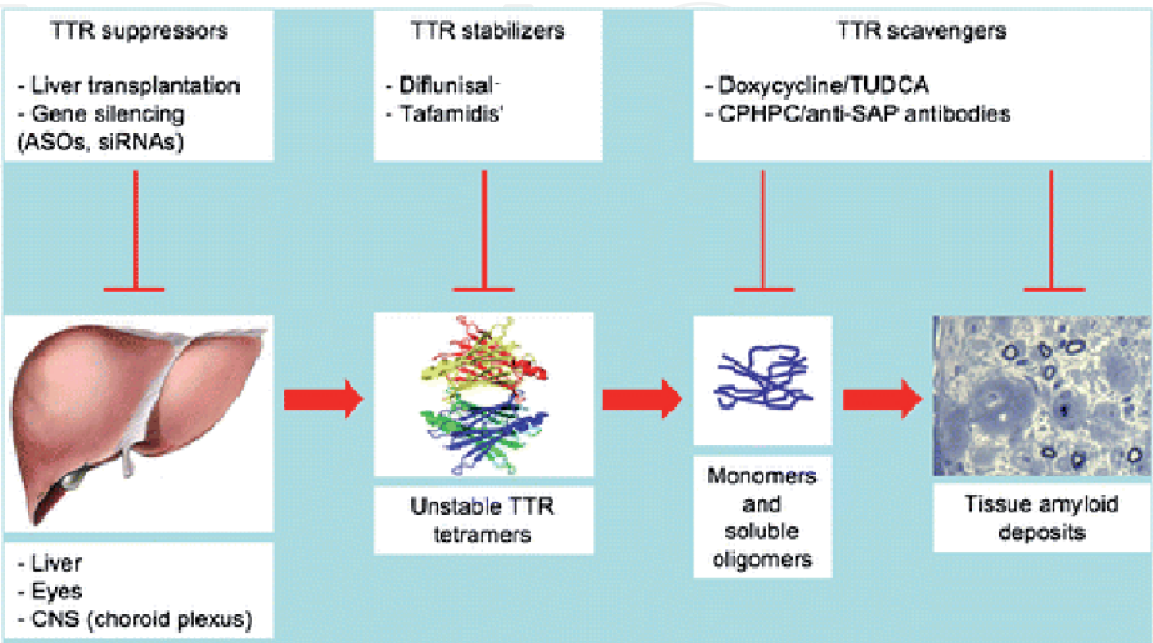 TTR suppressors
- Liver transplantation
- Gene silencing
(ASOs, siRNAs)
TTR stabilizers
- Diflunisal
- Tafamidis
TTR scavengers
- Doxycycline/TUDCA
- CPHPC/anti-SAP antibodies
- Liver
- Eyes
- CNS (choroid plexus)
Unstable TTR
tetramers
Monomers
and
soluble
oligomers
Tissue amyloid
deposits